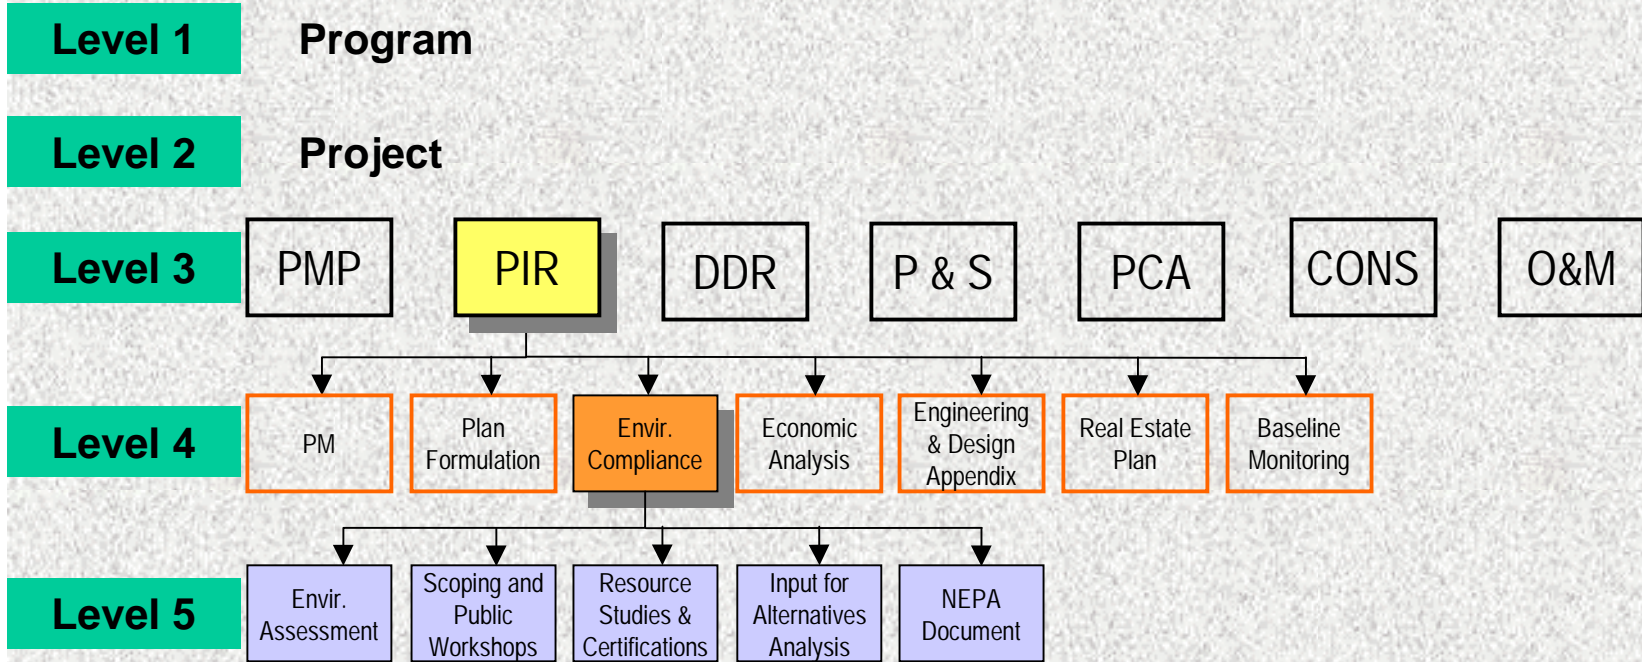 Level 1
Program
Level 2
Project
Level 3
PMP
PIR
DDR
P & S
PCA
CONS
O&M
Level 4
PM
Plan
Formulation
Envir.
Compliance
Economic
Analysis
Engineering
& Design
Appendix
Real Estate
Plan
Baseline
Monitoring
Level 5
Envir.
Assessment
Scoping and
Public
Workshops
Resource
Studies &
Certifications
Input for
Alternatives
Analysis
NEPA
Document